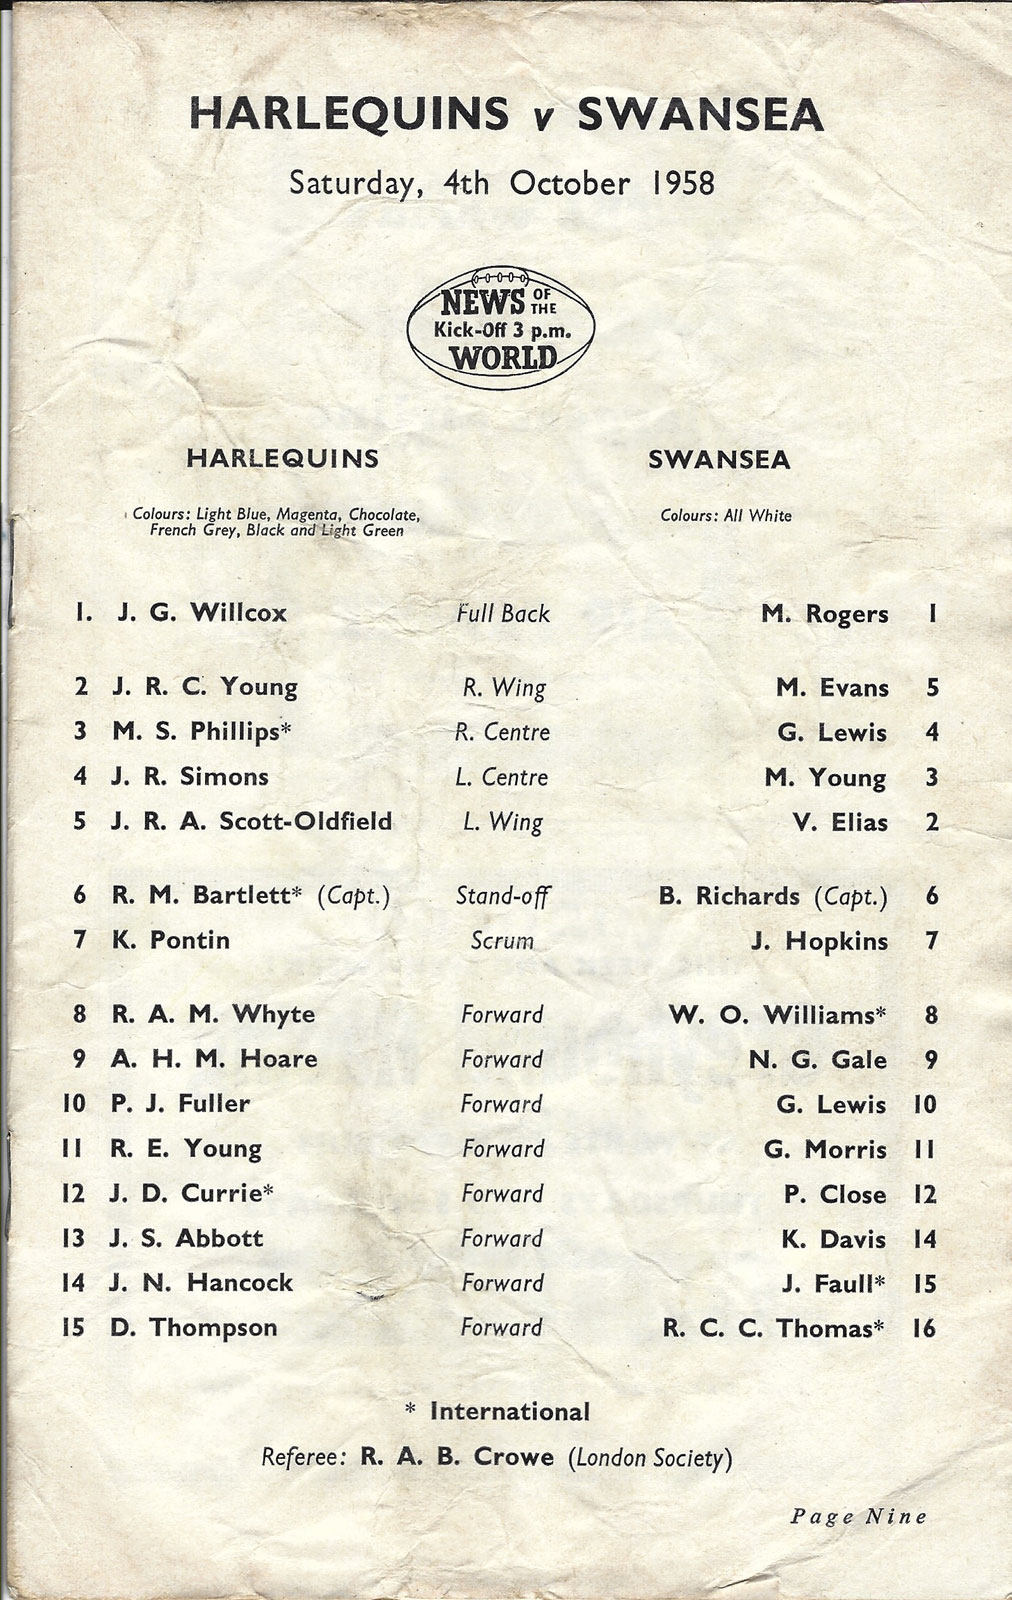 HARLEQUINS v SWANSEA
Saturday, 4th October 1958
NEWS OF THE
Kick-Off 3 p.m.
WORLD
HARLEQUINS SWANSEA
Colours: Light Blue, Magenta, Chocolate, Colours: All White
French Grey, Black and Light Green
1. J. G. Willcox Full Back M. Rogers 1
2 J. R. C. Young R. Wing M. Evans 5
3 M. S. Phillips* R. Centre G. Lewis 4
4 J. R. Simons L. Centre M. Young 3
5 J. R. A. Scott-Oldfield L. Wing V. Elias 2
6 R. M. Bartlett* (Capt.) Stand-off B. Richards (Capt.) 6
7 K. Pontin Scrum J. Hopkins 7
8 R. A. M. Whyte Forward W. O. Williams* 8
9 A. H. M. Hoare Forward N. G. Gale 9
10 P. J. Fuller Forward G. Lewis 10
11 R. E. Young Forward G. Morris 11
12 J. D. Currie* Forward P. Close 12
13 J. S. Abbott Forward K. Davis 14
14 J. N. Hancock Forward J. Faull* 15
15 D. Thompson Forward R. C. C. Thomas* 16
* International
Referee: R. A. B. Crowe (London Society)
Page Nine